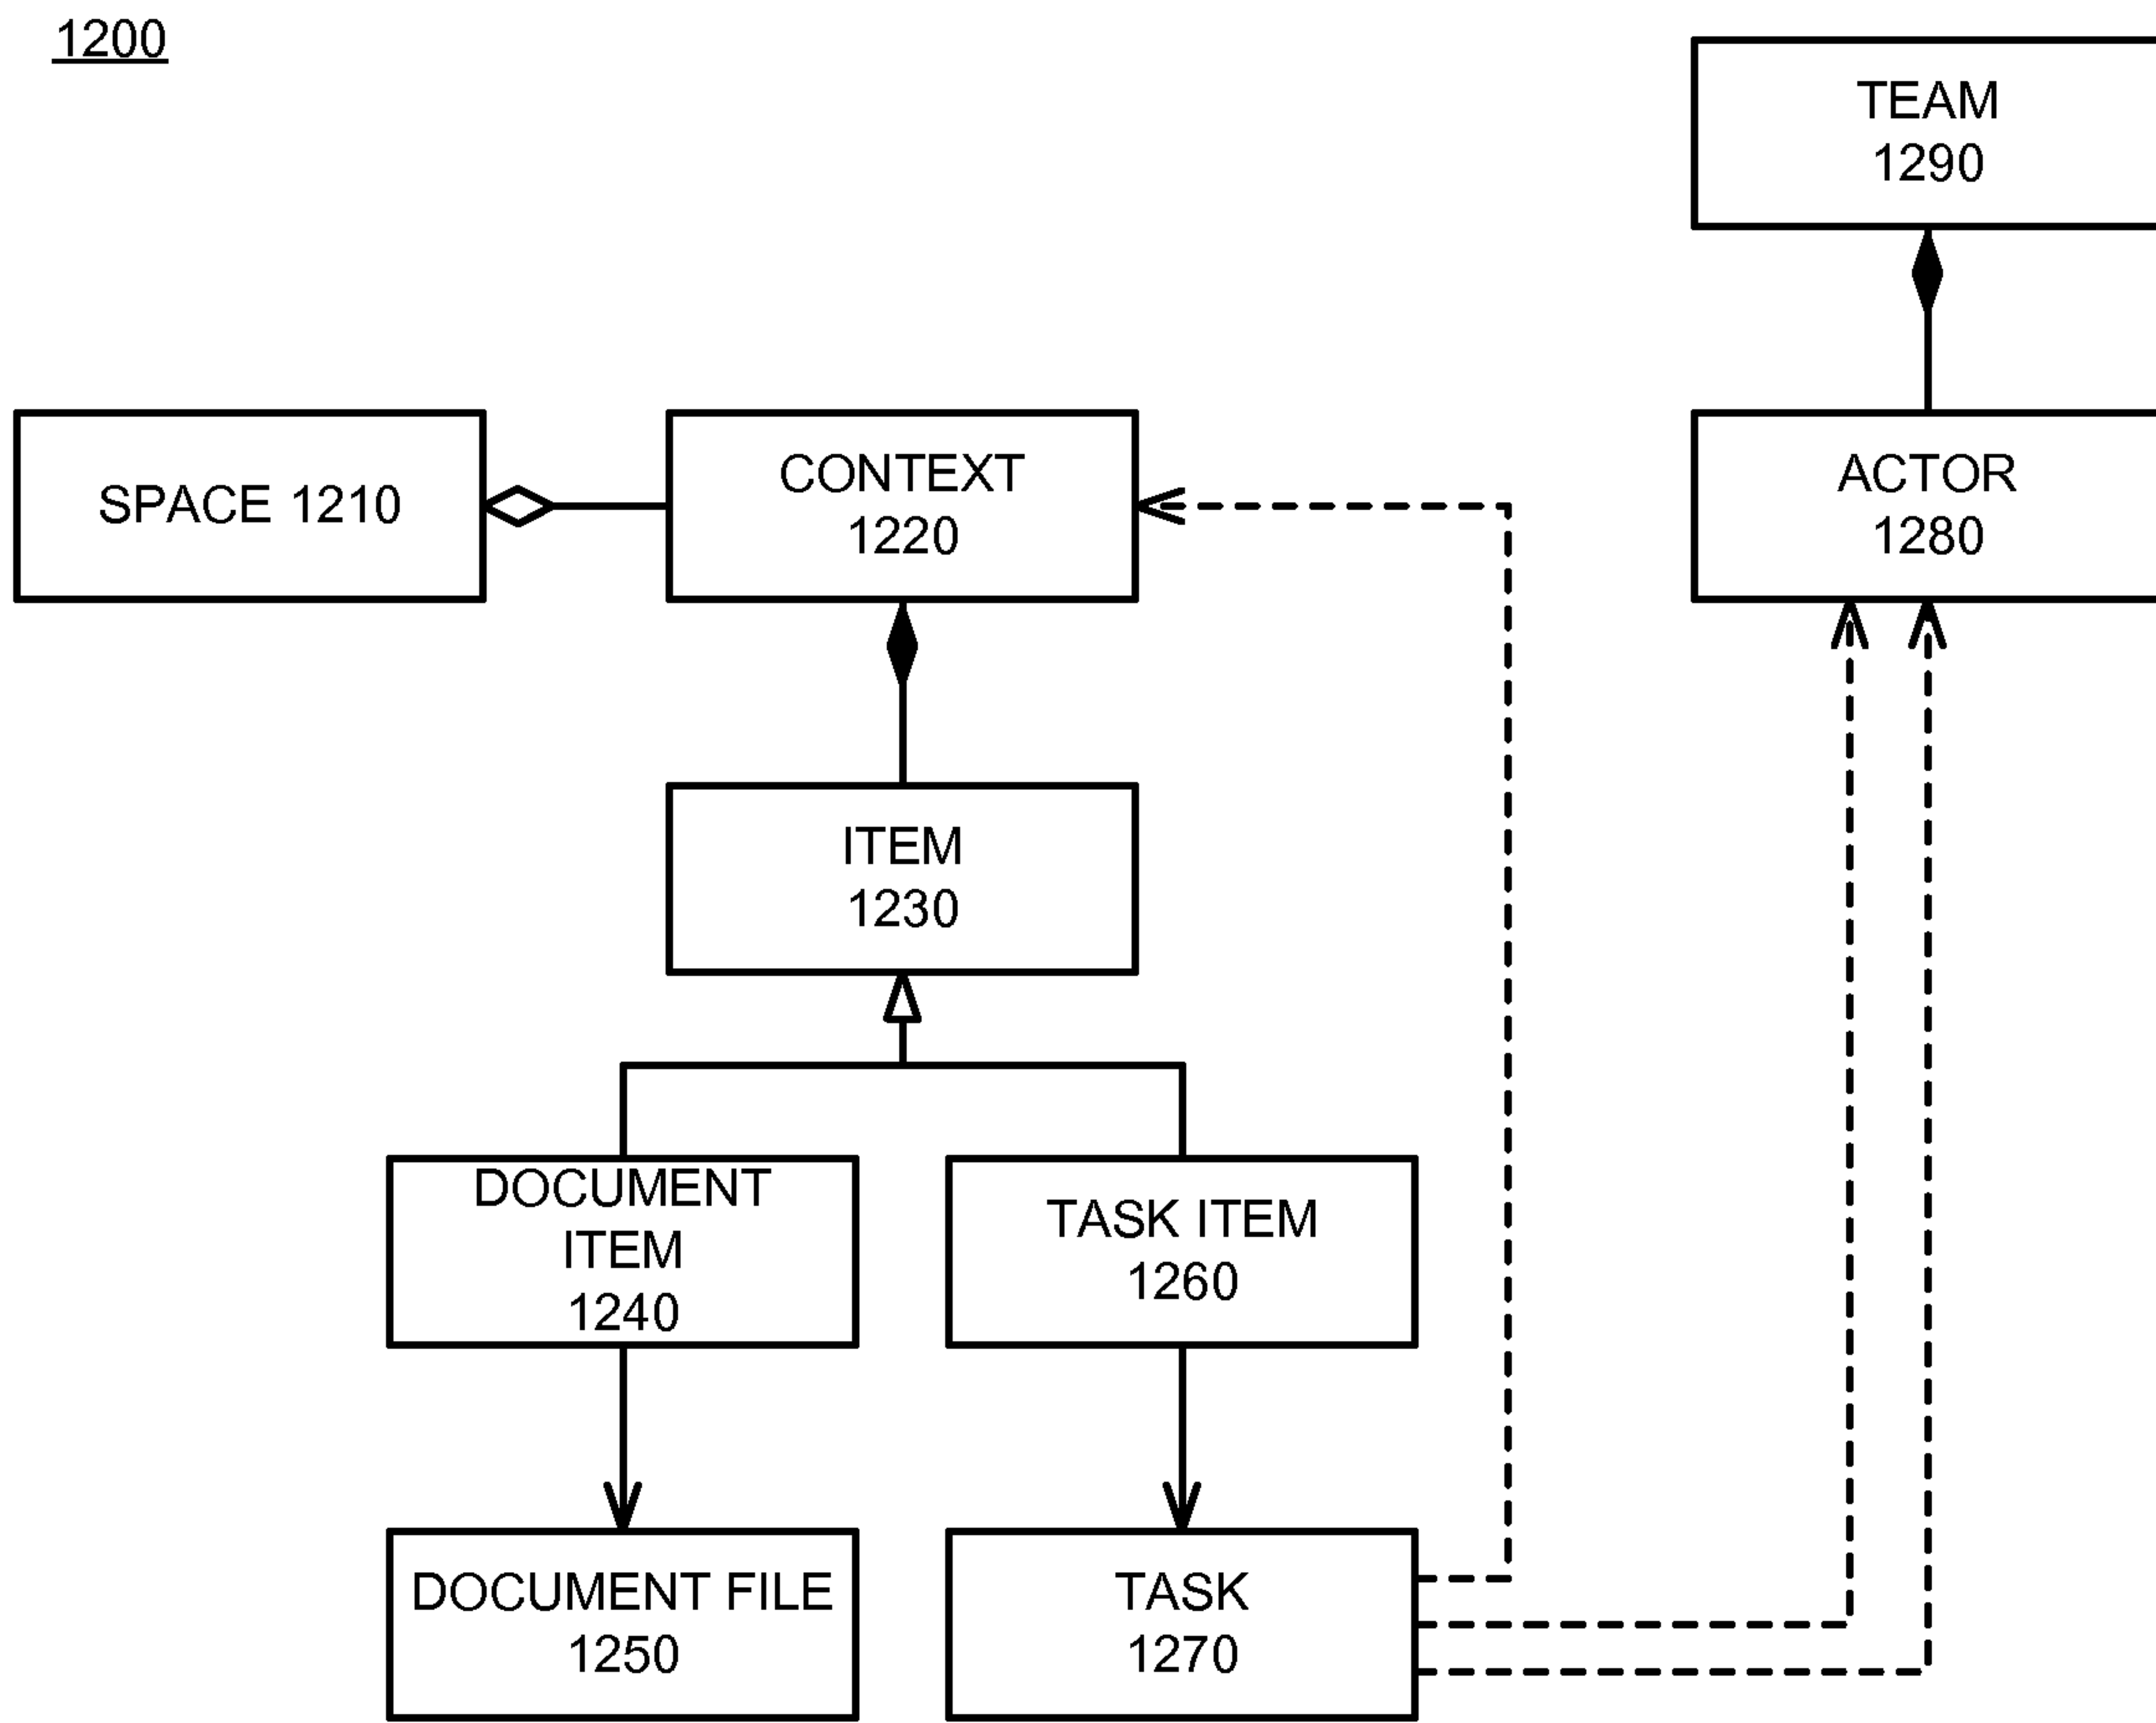 1200
TEAM
1290
SPACE 1210
CONTEXT
1220
ACTOR
1280
ITEM
1230
DOCUMENT
ITEM
1240
TASK ITEM
1260
DOCUMENT FILE
1250
TASK
1270